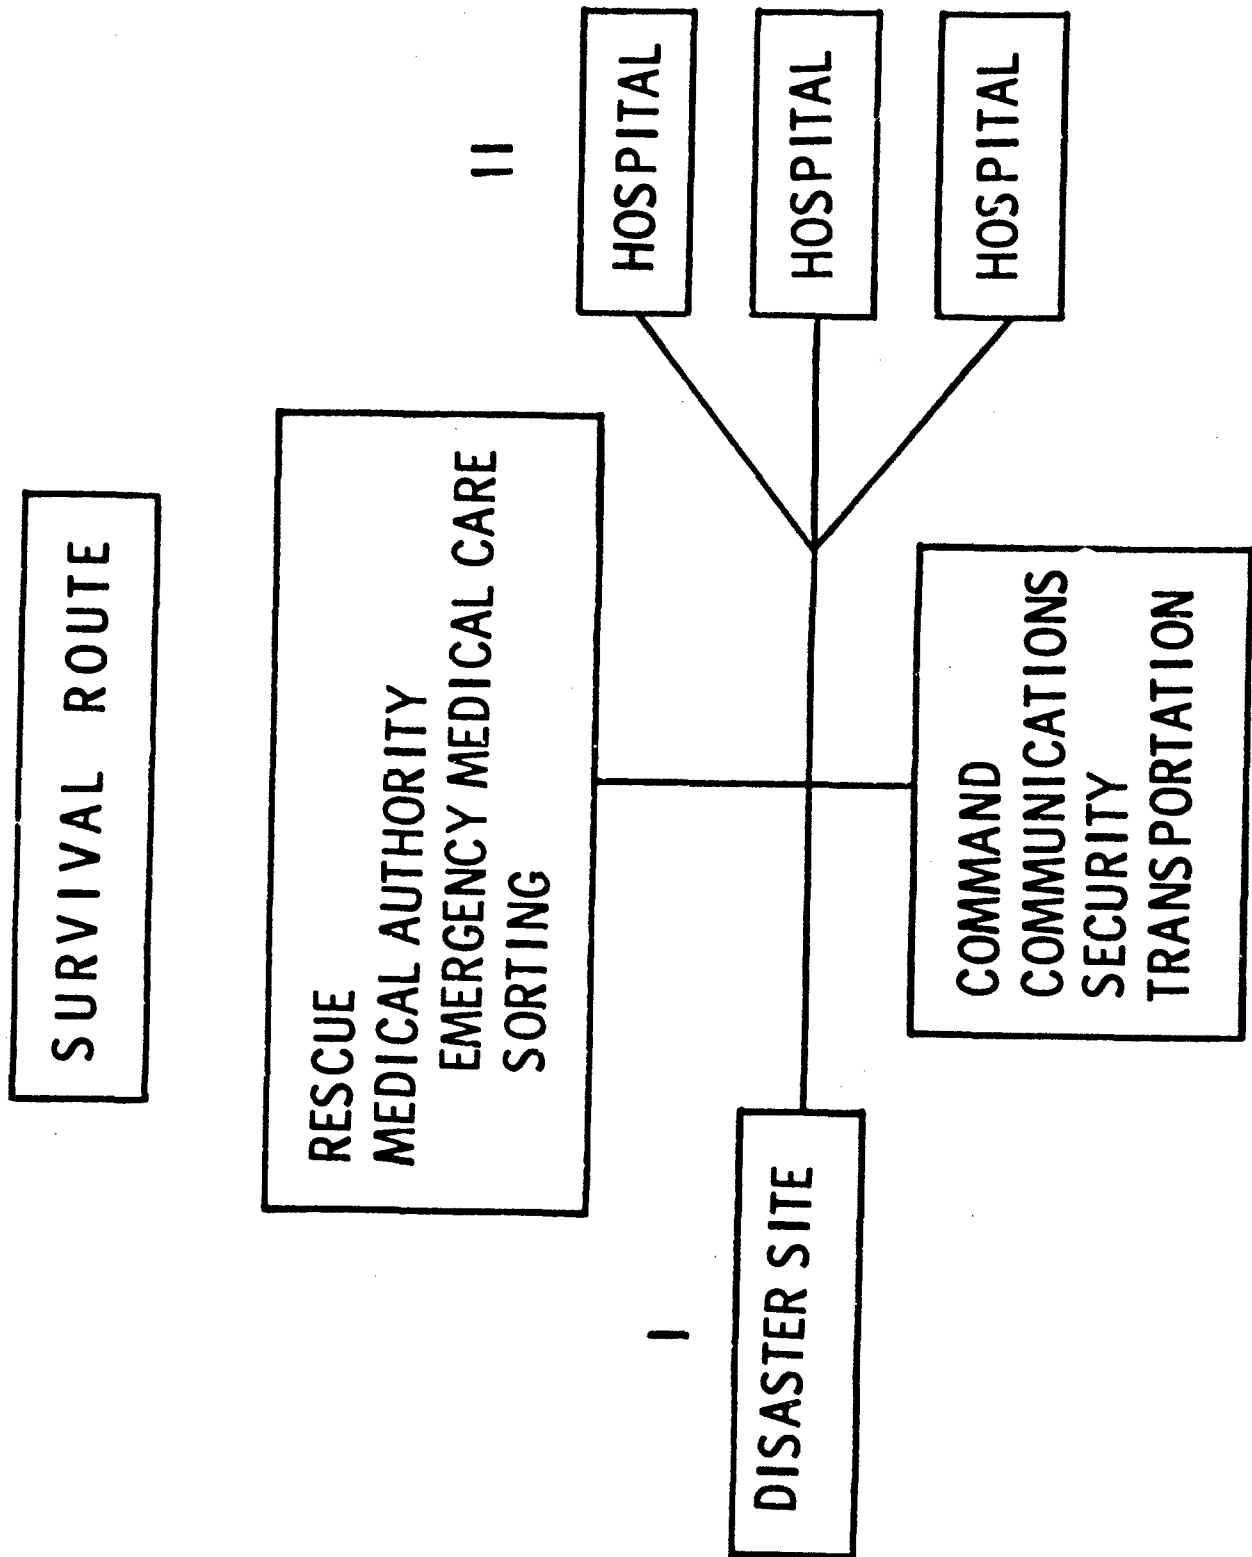 SURVIVAL ROUTE
RESCUE
MEDICAL AUTHORITY
EMERGENCY MEDICAL CARE
SORTING
I
II
DISASTER SITE
HOSPITAL
HOSPITAL
HOSPITAL
COMMAND
COMMUNICATIONS
SECURITY
TRANSPORTATION